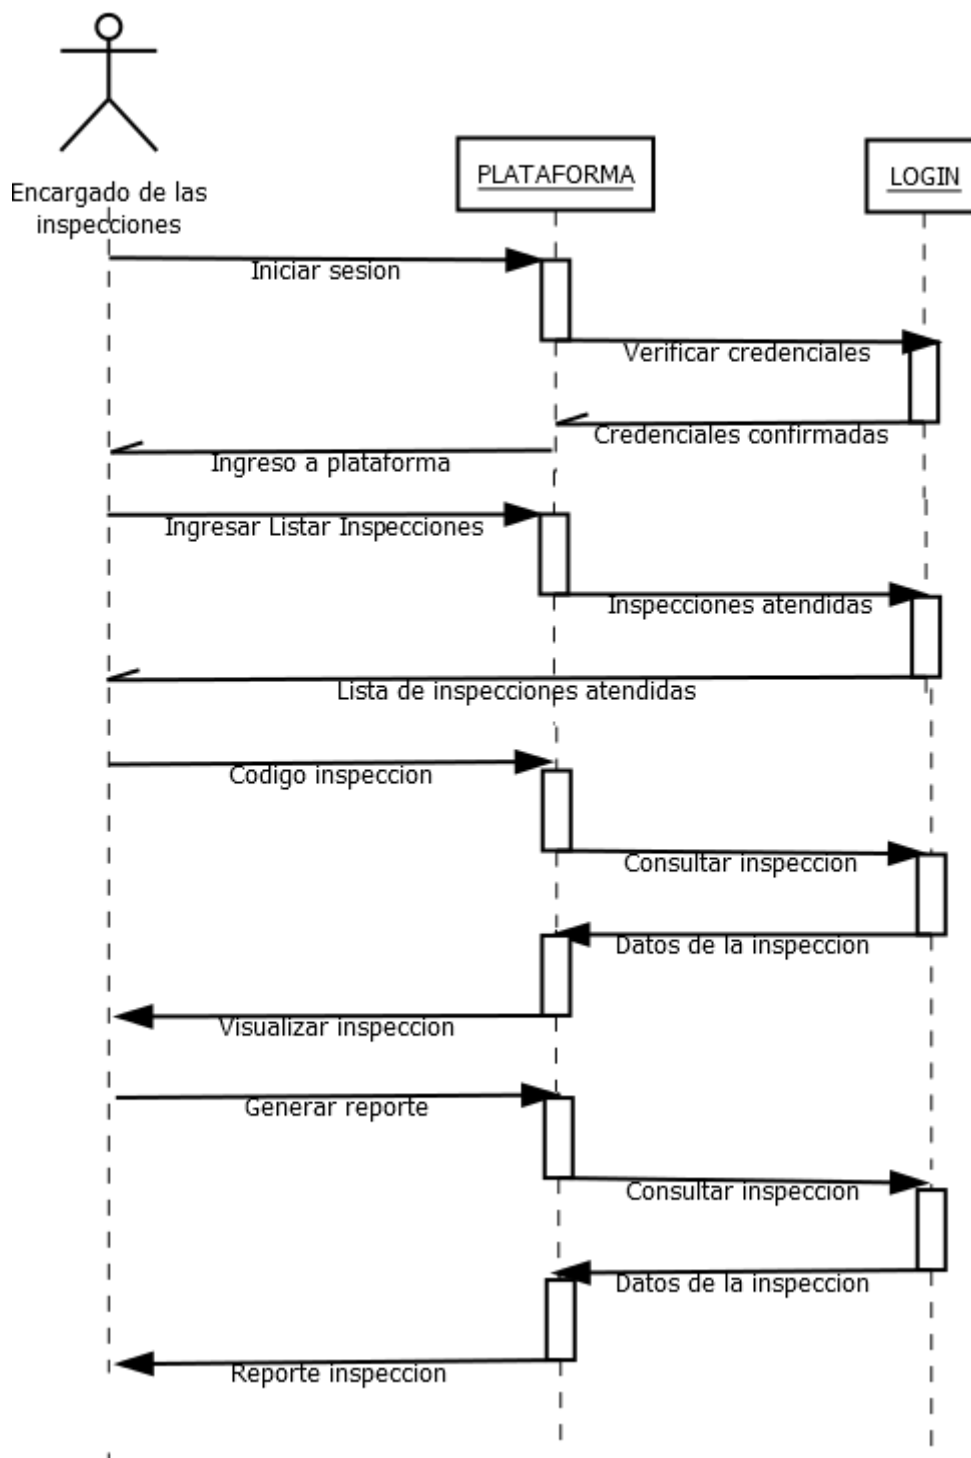 Encargado de las
inspecciones
PLATAFORMA
LOGIN
Iniciar sesion
Verificar credenciales
Credenciales confirmadas
Ingreso a plataforma
Ingresar Listar Inspecciones
Inspecciones atendidas
Lista de inspecciones atendidas
Codigo inspeccion
Consultar inspeccion
Datos de la inspeccion
Visualizar inspeccion
Generar reporte
Consultar inspeccion
Datos de la inspeccion
Reporte inspeccion